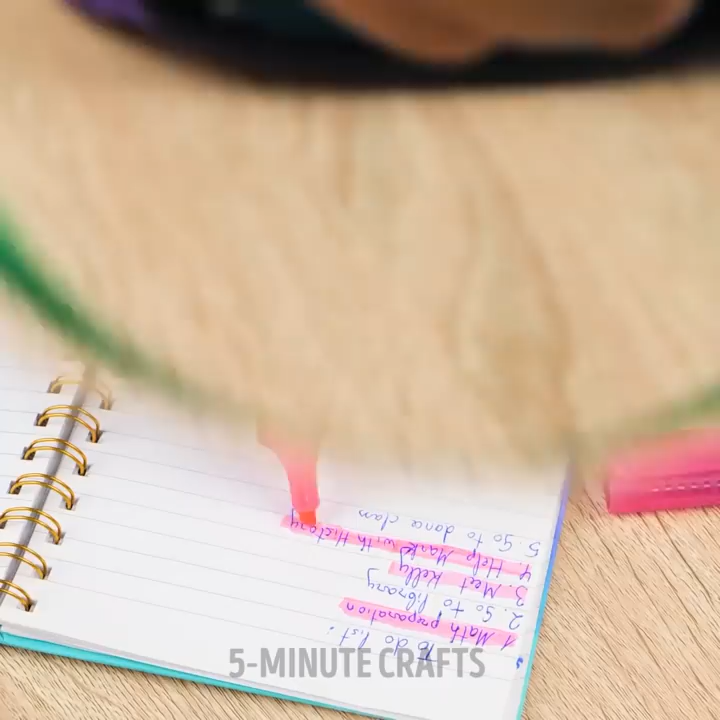 To do list:
1 Math preparation
2. Go to library
3. Meet Kelly
4. Help Mark with History
5. Go to dance class
5-MINUTE CRAFTS